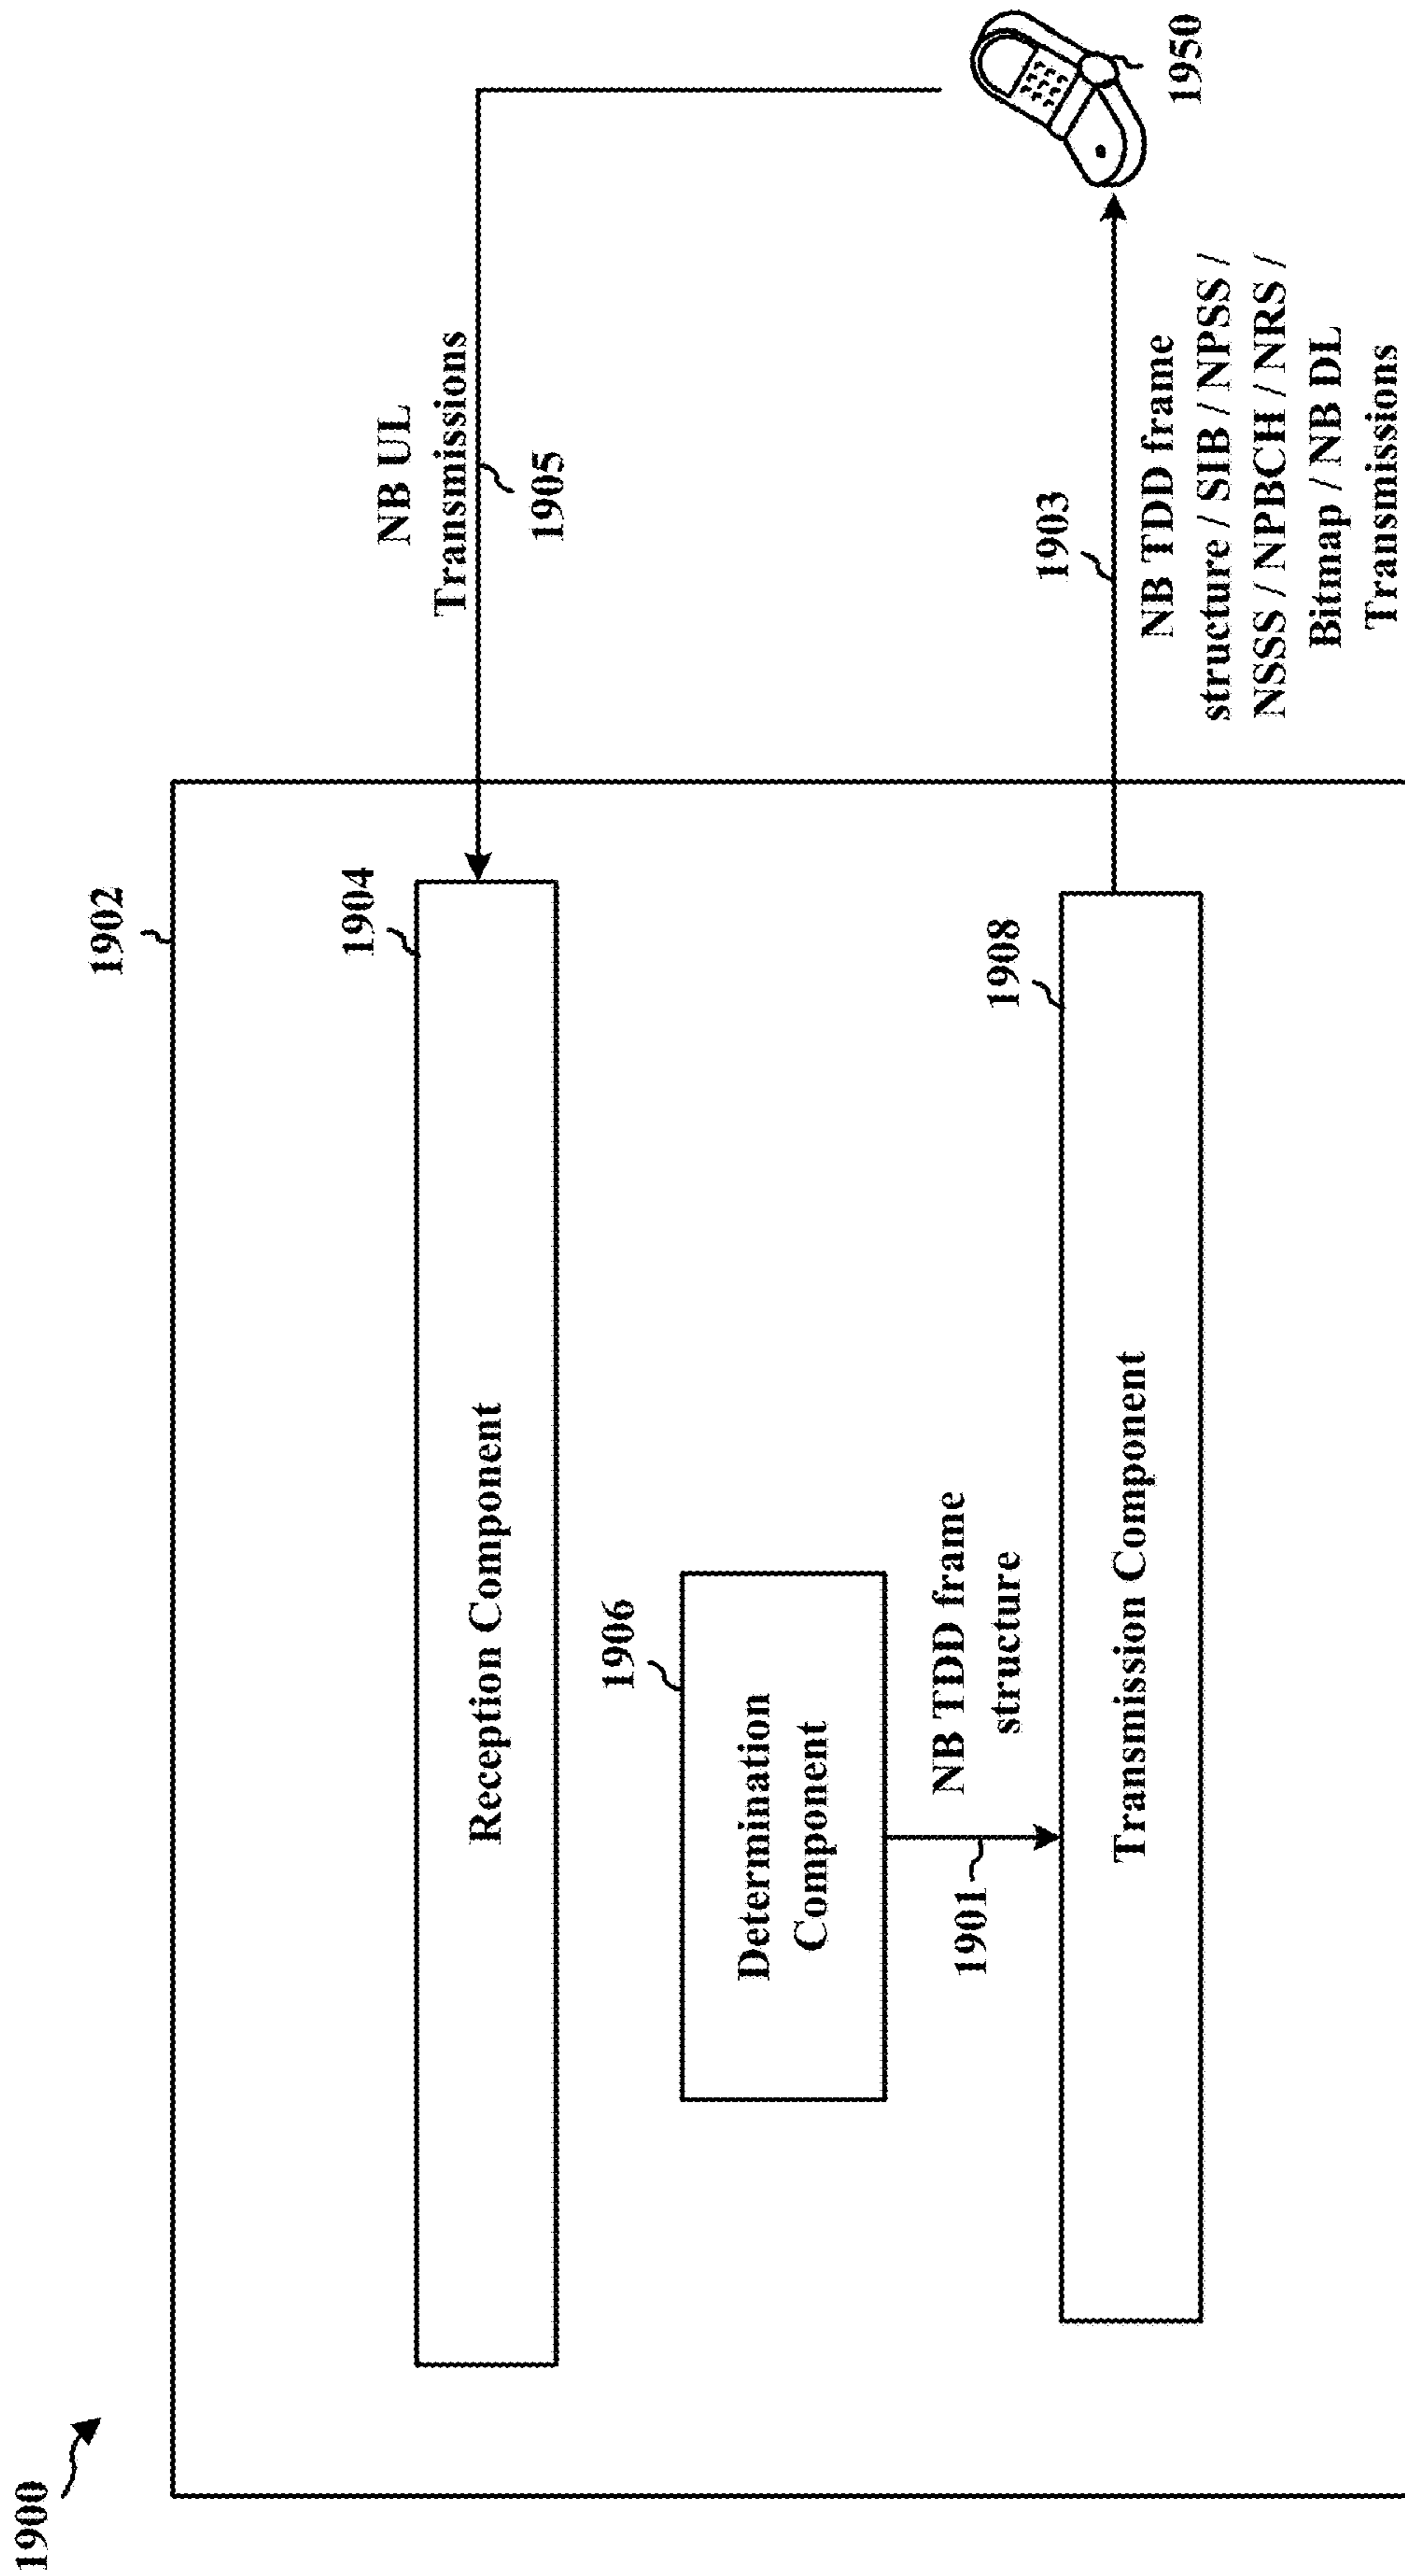 1900
1902
1904
Reception Component
NB UL
Transmissions
1905
1906
Determination
Component
1901
NB TDD frame
structure
1908
Transmission Component
1903
NB TDD frame
structure / SIB / NPSS /
NSSS / NPBCH / NRS /
Bitmap / NB DL
Transmissions
1950